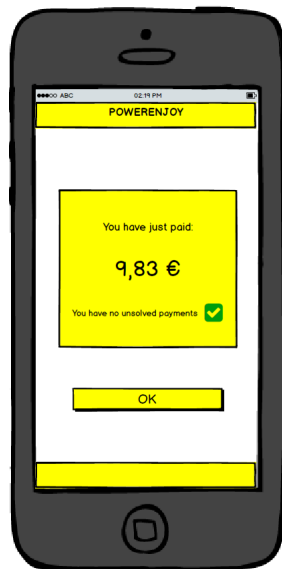 ABC 02:19 PM
POWERENJOY
You have just paid:
9,83 €
You have no unsolved payments
OK